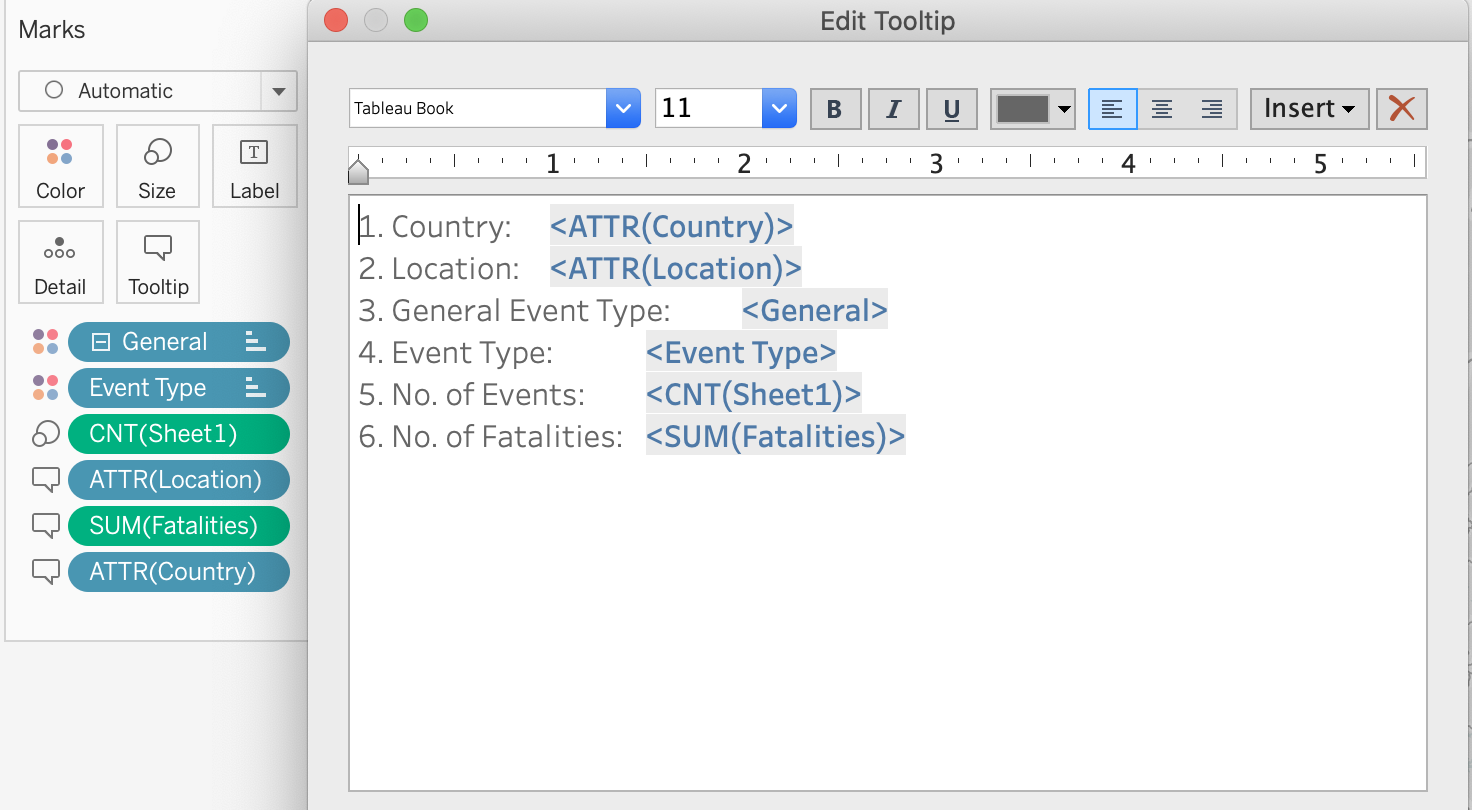 Marks
Automatic
Color Size Label
Detail Tooltip
General
Event Type
CNT(Sheet1)
ATTR(Location)
SUM(Fatalities)
ATTR(Country)
Edit Tooltip
Tableau Book 11 B I U Insert
1 2 3 4 5
1. Country: <ATTR(Country)>
2. Location: <ATTR(Location)>
3. General Event Type: <General>
4. Event Type: <Event Type>
5. No. of Events: <CNT(Sheet1)>
6. No. of Fatalities: <SUM(Fatalities)>